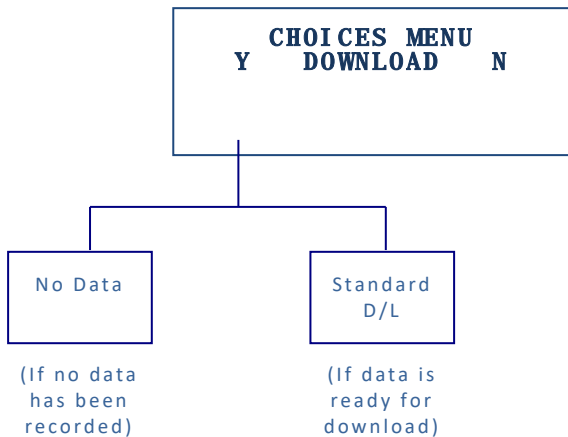 CHOICES MENU
Y DOWNLOAD N
No Data
Standard
D/L
(If no data
has been
recorded)
(If data is
ready for
download)